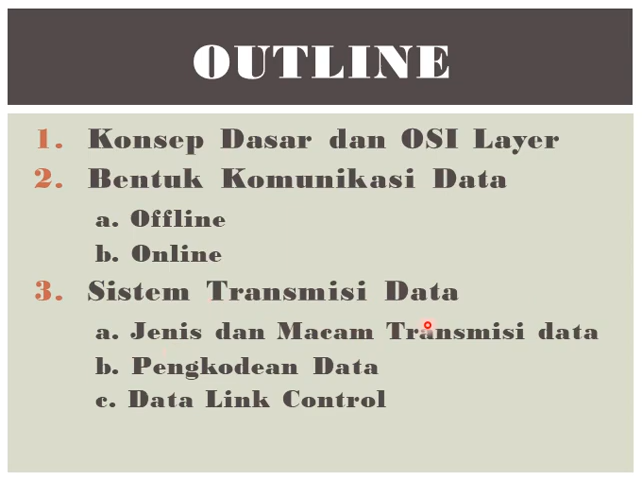 OUTLINE
1. Konsep Dasar dan OSI Layer
2. Bentuk Komunikasi Data
a. Offline
b. Online
3. Sistem Transmisi Data
a. Jenis dan Macam Transmisi data
b. Pengkodean Data
c. Data Link Control